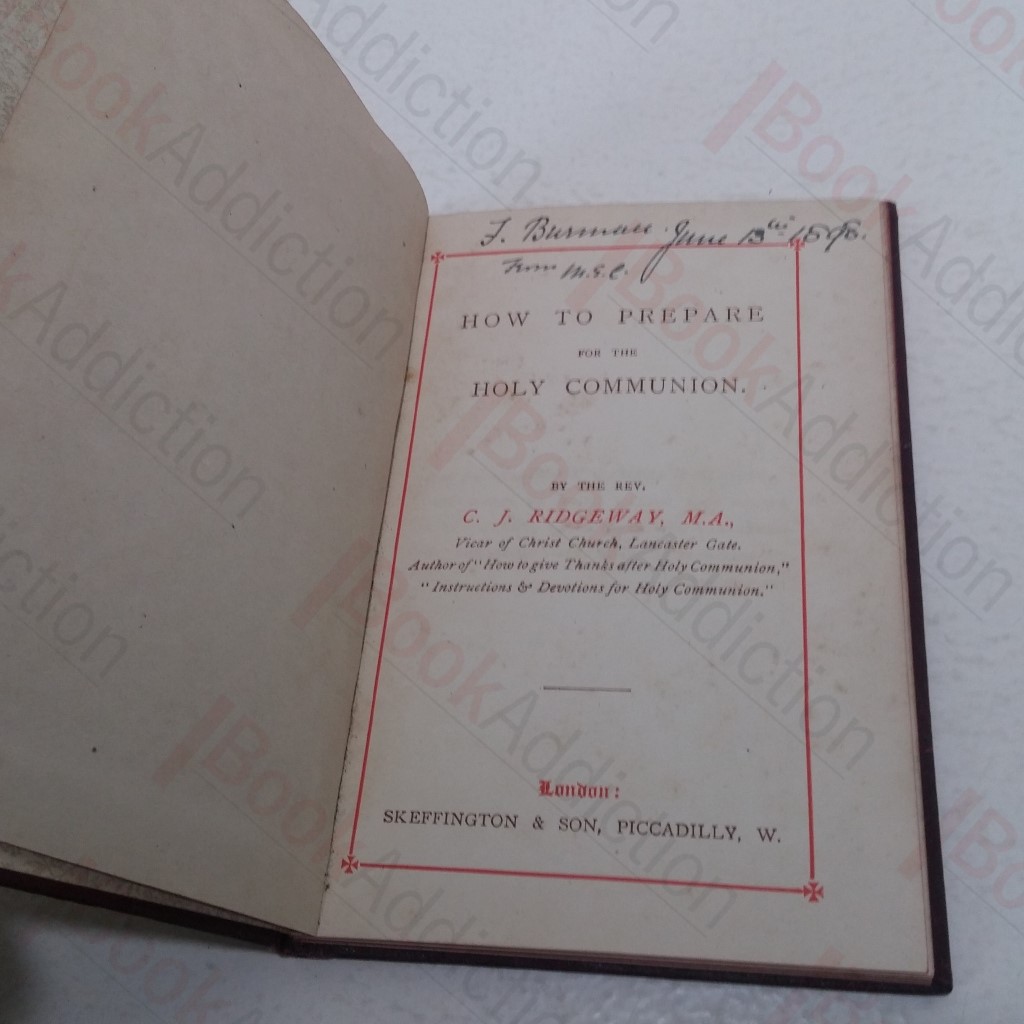 F. Burman June 13th
From M.E.C.
HOW TO PREPARE
FOR THE
HOLY COMMUNION.
BY THE REV.
C. J. RIDGEWAY, M.A.,
Vicar of Christ Church, Lancaster Gate.
Author of "How to give Thanks after Holy Communion,"
"Instructions & Devotions for Holy Communion."
London:
SKEFFINGTON & SON, PICCADILLY, W.
BookAddiction